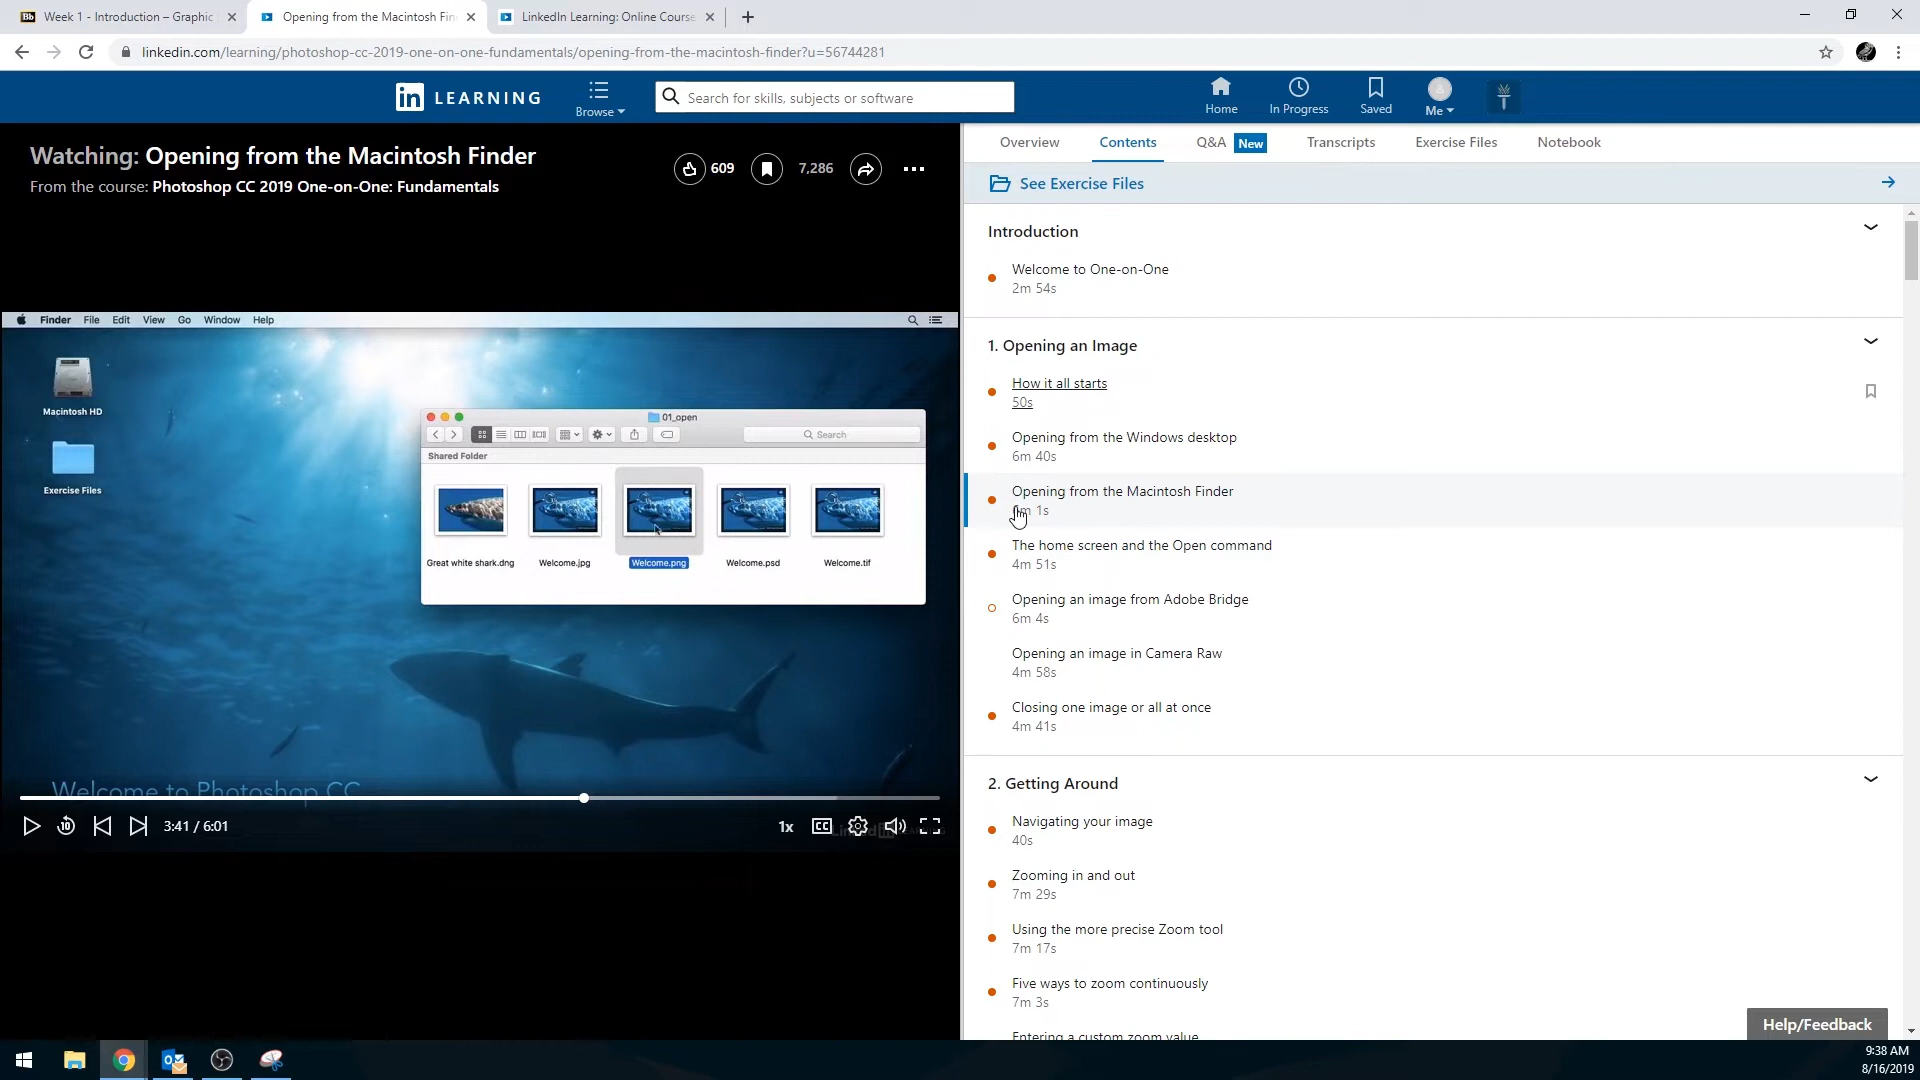 Week 1 - Introduction – Graphic
Opening from the Macintosh Fin
LinkedIn Learning: Online Course
linkedin.com/learning/photoshop-cc-2019-one-on-one-fundamentals/opening-from-the-macintosh-finder?u=56744281
in LEARNING
Browse
Search for skills, subjects or software
Home
In Progress
Saved
Me
Watching: Opening from the Macintosh Finder
From the course: Photoshop CC 2019 One-on-One: Fundamentals
609
7,286
Finder File Edit View Go Window Help
Macintosh HD
Exercise Files
01_open
Search
Shared Folder
Great white shark.dng
Welcome.jpg
Welcome.png
Welcome.psd
Welcome.tif
Welcome to Photoshop CC
10
3:41 / 6:01
1x
CC
Overview
Contents
Q&A New
Transcripts
Exercise Files
Notebook
See Exercise Files
Introduction
Welcome to One-on-One
2m 54s
1. Opening an Image
How it all starts
50s
Opening from the Windows desktop
6m 40s
Opening from the Macintosh Finder
1s
The home screen and the Open command
4m 51s
Opening an image from Adobe Bridge
6m 4s
Opening an image in Camera Raw
4m 58s
Closing one image or all at once
4m 41s
2. Getting Around
Navigating your image
40s
Zooming in and out
7m 29s
Using the more precise Zoom tool
7m 17s
Five ways to zoom continuously
7m 3s
Entering a custom zoom value
Help/Feedback
9:38 AM
8/16/2019